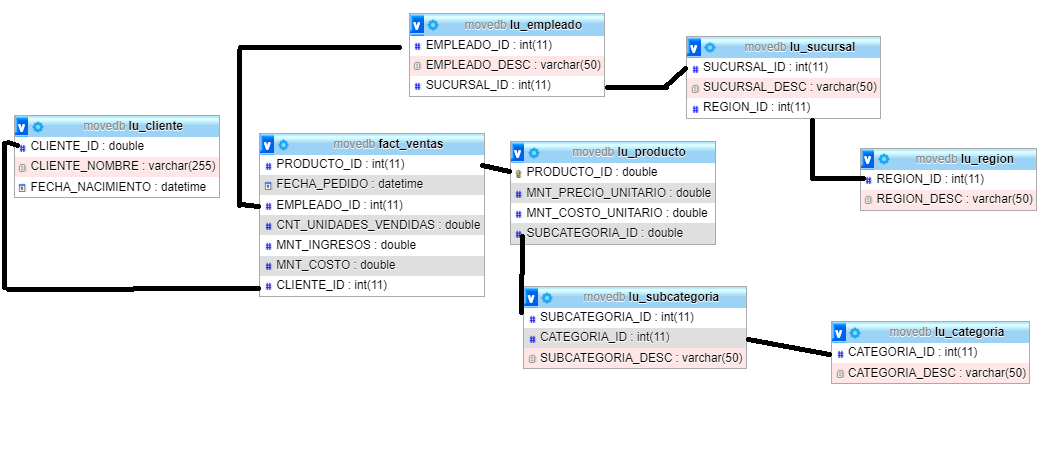 movedb lu_empleado
EMPLEADO_ID : int(11)
EMPLEADO_DESC : varchar(50)
SUCURSAL_ID : int(11)
movedb lu_sucursal
SUCURSAL_ID : int(11)
SUCURSAL_DESC : varchar(50)
REGION_ID : int(11)
movedb lu_cliente
CLIENTE_ID : double
CLIENTE_NOMBRE : varchar(255)
FECHA_NACIMIENTO : datetime
movedb fact_ventas
PRODUCTO_ID : int(11)
FECHA_PEDIDO : datetime
EMPLEADO_ID : int(11)
CNT_UNIDADES_VENDIDAS : double
MNT_INGRESOS : double
MNT_COSTO : double
CLIENTE_ID : int(11)
movedb lu_producto
PRODUCTO_ID : double
MNT_PRECIO_UNITARIO : double
MNT_COSTO_UNITARIO : double
SUBCATEGORIA_ID : double
movedb lu_region
REGION_ID : int(11)
REGION_DESC : varchar(50)
movedb lu_subcategoria
SUBCATEGORIA_ID : int(11)
CATEGORIA_ID : int(11)
SUBCATEGORIA_DESC : varchar(50)
movedb lu_categoria
CATEGORIA_ID : int(11)
CATEGORIA_DESC : varchar(50)